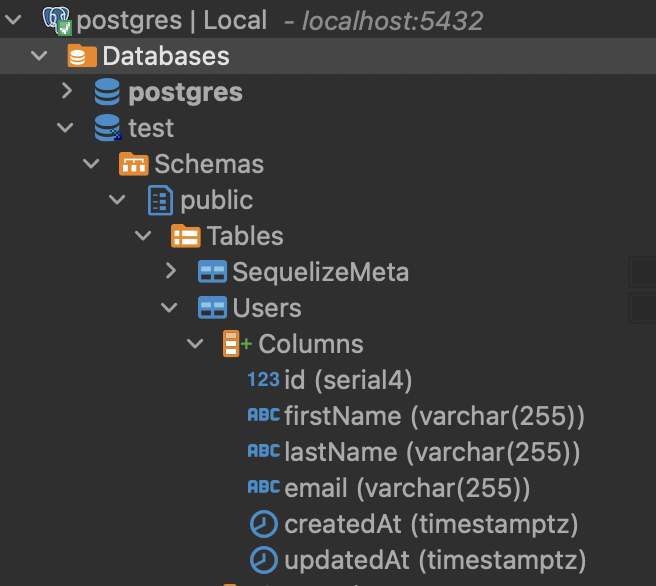 postgres | Local - localhost:5432
Databases
postgres
test
Schemas
public
Tables
SequelizeMeta
Users
Columns
123 id (serial4)
ABC firstName (varchar(255))
ABC lastName (varchar(255))
ABC email (varchar(255))
createdAt (timestamptz)
updatedAt (timestamptz)